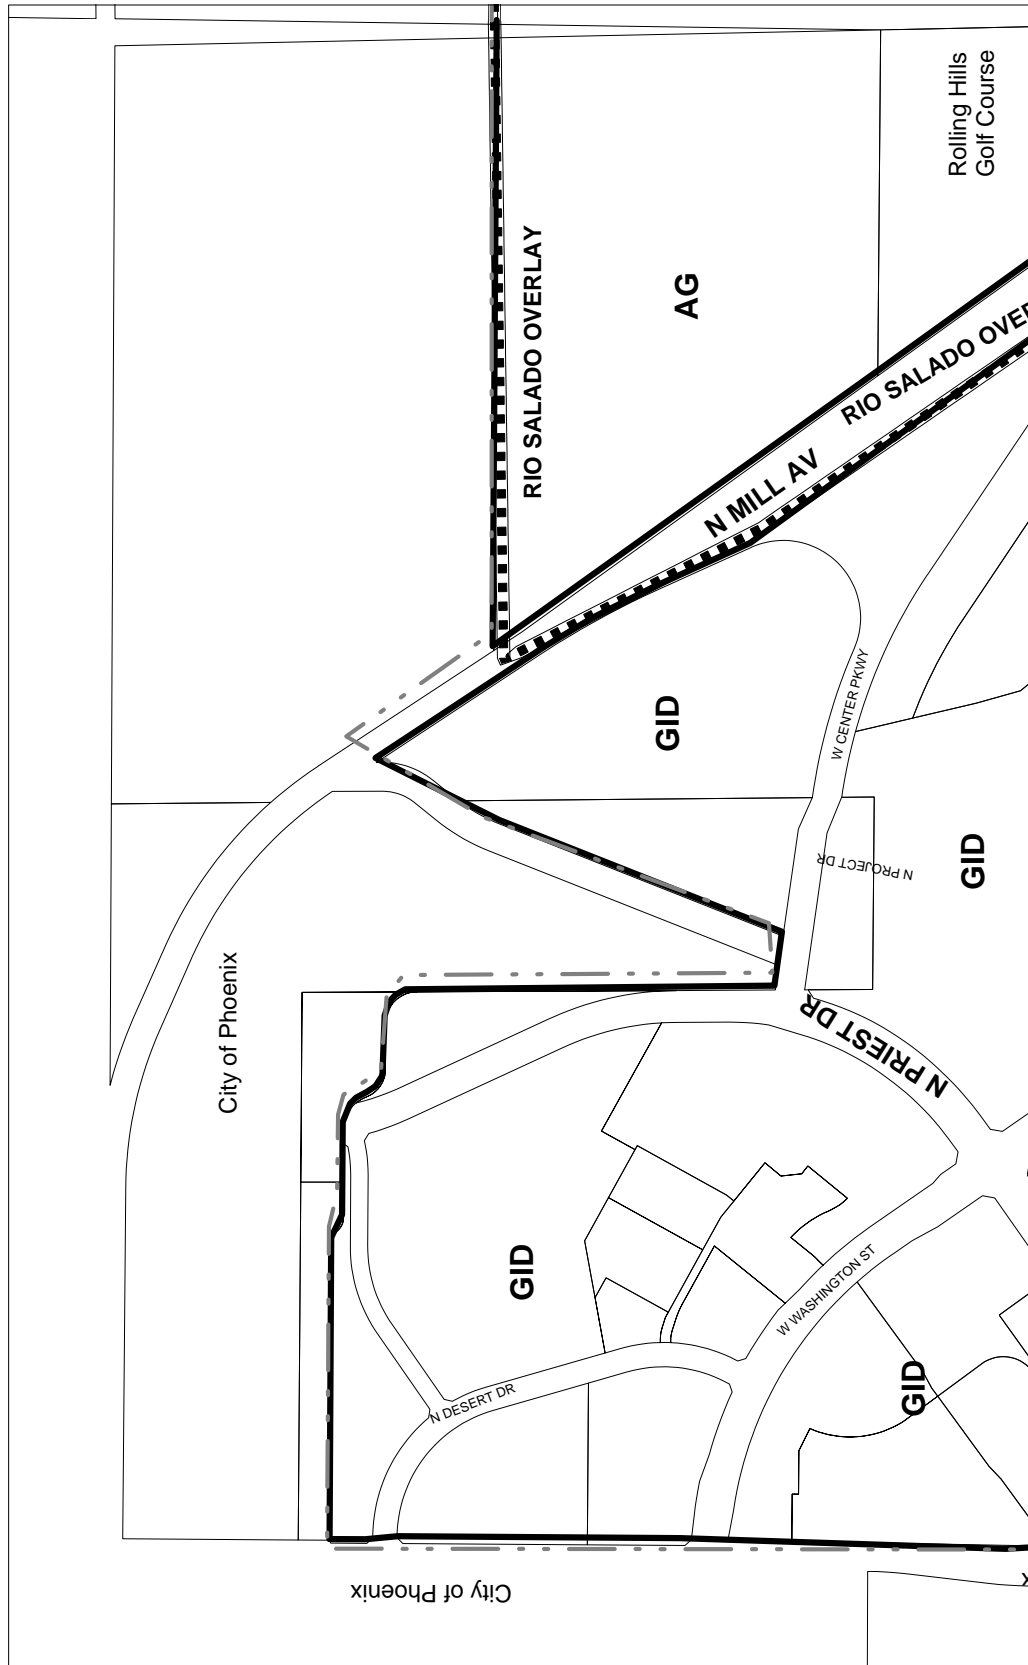 Rolling Hills
Golf Course
RIO SALADO OVERLAY
AG
RIO SALADO OVER
N MILL AV
GID
W CENTER PKWY
N PROJECT DR
GID
City of Phoenix
N PRIEST DR
GID
W WASHINGTON ST
GID
N DESERT DR
City of Phoenix